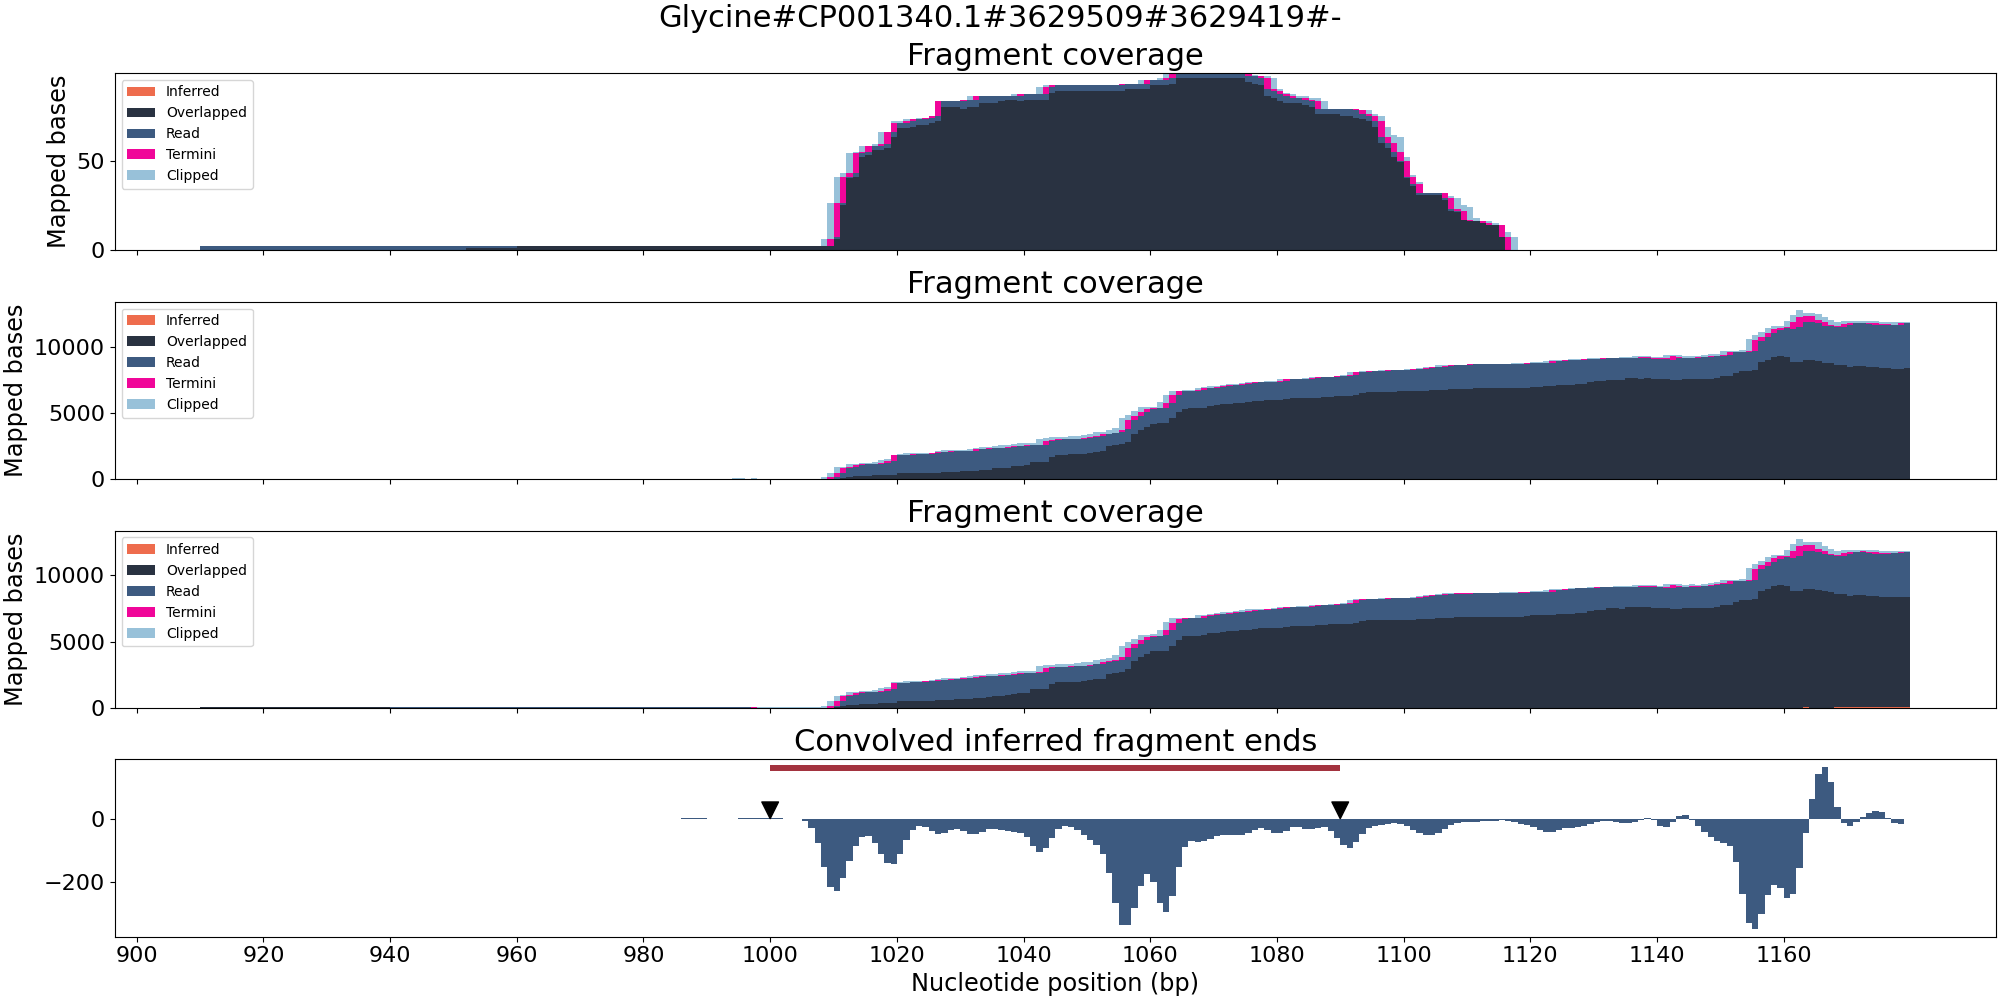 Glycine#CP001340.1#3629509#3629419#-
Fragment coverage
Mapped bases
50
0
Inferred
Overlapped
Read
Termini
Clipped
Fragment coverage
Mapped bases
10000
5000
0
Inferred
Overlapped
Read
Termini
Clipped
Fragment coverage
Mapped bases
10000
5000
0
Inferred
Overlapped
Read
Termini
Clipped
Convolved inferred fragment ends
0
−200
900 920 940 960 980 1000 1020 1040 1060 1080 1100 1120 1140 1160
Nucleotide position (bp)